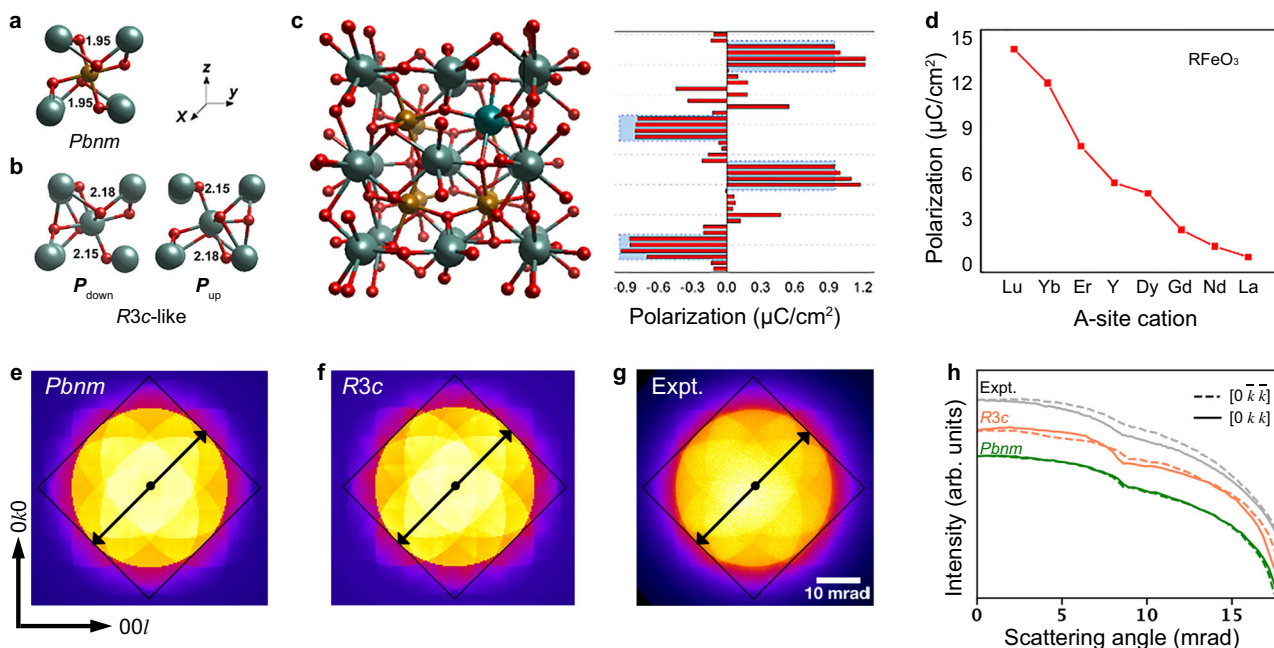 a
1.95
1.95
Pbnm
z
y
x
b
2.18
2.15
P down
2.15
2.18
P up
R3c-like
c
-0.9 -0.6 -0.3 0.0 0.3 0.6 0.9 1.2
Polarization (µC/cm²)
d
RFeO₃
15
12
9
6
3
0
Polarization (µC/cm²)
Lu Yb Er Y Dy Gd Nd La
A-site cation
e
Pbnm
0k0
00l
f
R3c
g
Expt.
10 mrad
h
Expt.
R3c
Pbnm
[0 k̅ k̅]
[0 k k]
Intensity (arb. units)
0 5 10 15
Scattering angle (mrad)